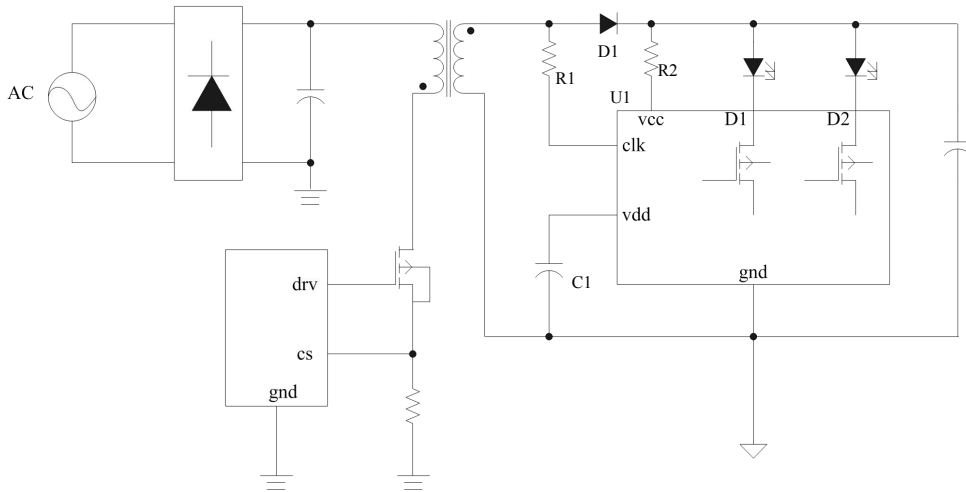 AC
D1
R1
R2
U1
vcc
D1
D2
clk
vdd
C1
gnd
drv
cs
gnd